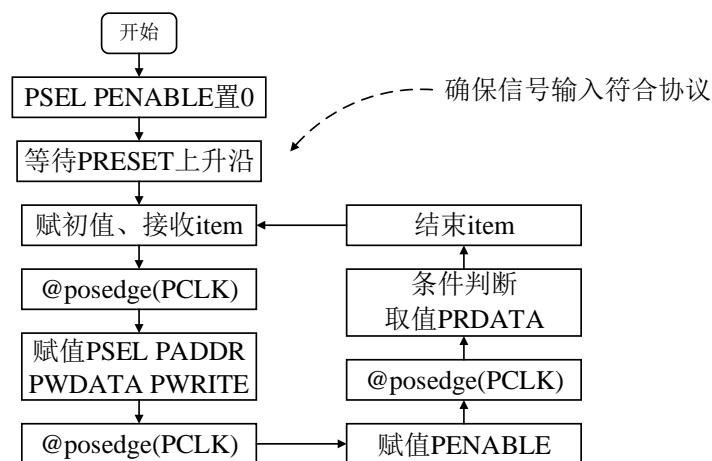 开始
PSEL PENABLE置0
确保信号输入符合协议
等待PRESET上升沿
赋初值、接收item
@posedge(PCLK)
赋值PSEL PADDR
PWDATA PWRITE
@posedge(PCLK)
赋值PENABLE
@posedge(PCLK)
条件判断
取值PRDATA
结束item